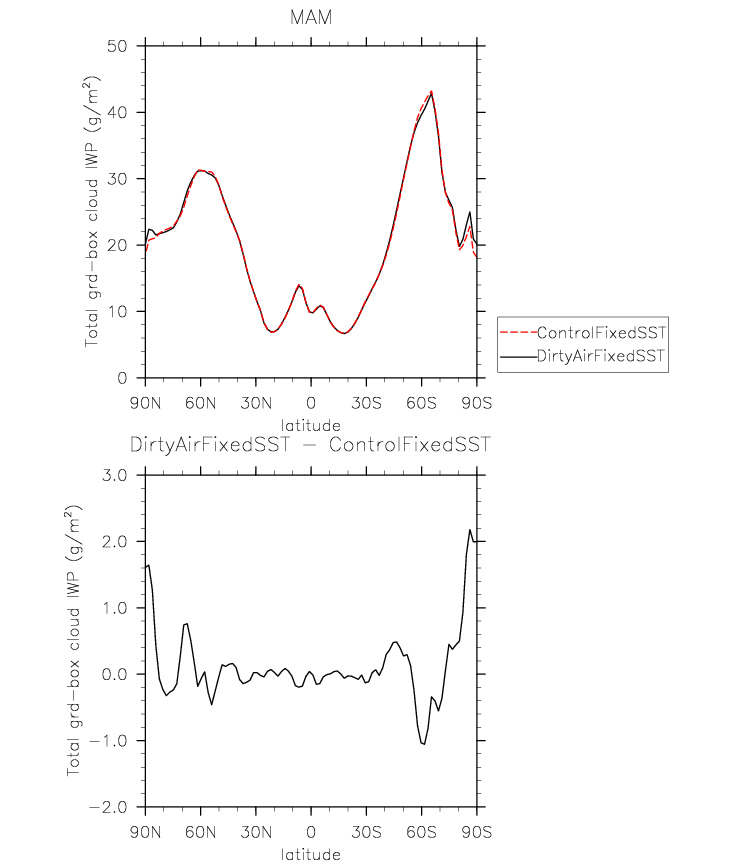 MAM
50
40
30
20
10
0
Total grd-box cloud IWP (g/m²)
90N 60N 30N 0 30S 60S 90S
latitude
ControlFixedSST
DirtyAirFixedSST
DirtyAirFixedSST - ControlFixedSST
3.0
2.0
1.0
0.0
-1.0
-2.0
Total grd-box cloud IWP (g/m²)
90N 60N 30N 0 30S 60S 90S
latitude